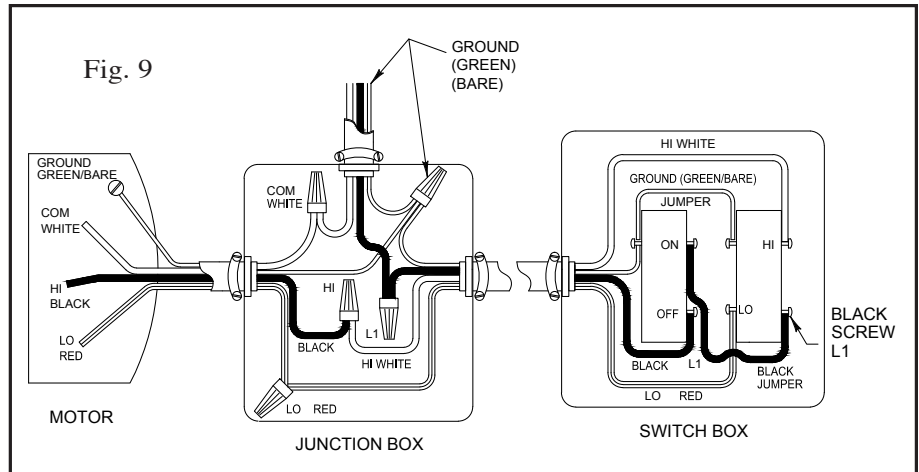 Fig. 9
GROUND
(GREEN)
(BARE)
GROUND
GREEN/BARE
COM
WHITE
HI
BLACK
LO
RED
MOTOR
COM
WHITE
HI
L1
BLACK
HI WHITE
LO RED
JUNCTION BOX
HI WHITE
GROUND (GREEN/BARE)
JUMPER
ON
HI
OFF
LO
BLACK
L1
BLACK
JUMPER
LO RED
BLACK
SCREW
L1
SWITCH BOX